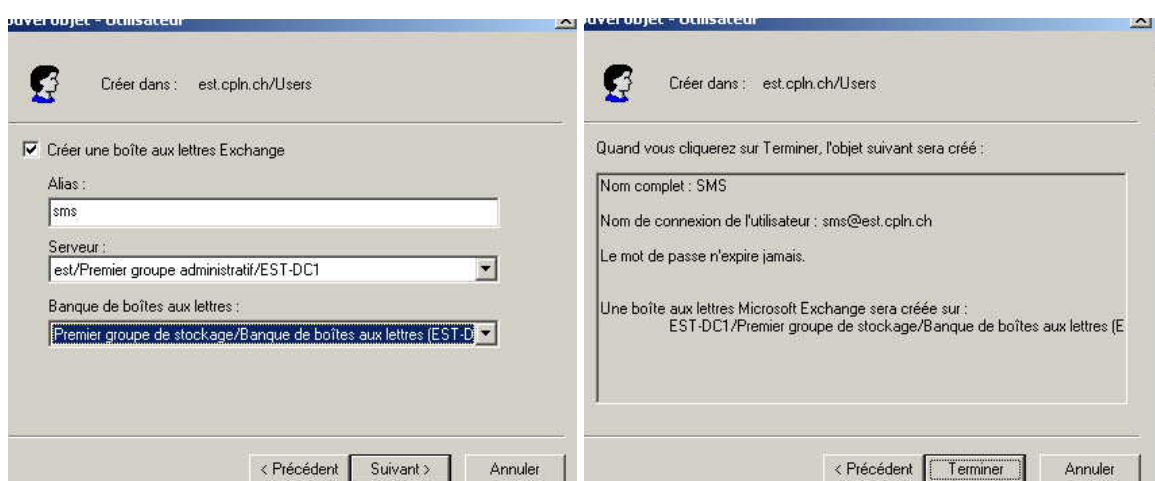 Créer dans : est.cpln.ch/Users
Créer une boîte aux lettres Exchange
Alias :
sms
Serveur :
est/Premier groupe administratif/EST-DC1
Banque de boîtes aux lettres :
Premier groupe de stockage/Banque de boîtes aux lettres (EST-D
< Précédent Suivant > Annuler
Utilisateur
Créer dans : est.cpln.ch/Users
Quand vous cliquerez sur Terminer, l'objet suivant sera créé :
Nom complet : SMS
Nom de connexion de l'utilisateur : sms@est.cpln.ch
Le mot de passe n'expire jamais.
Une boîte aux lettres Microsoft Exchange sera créée sur :
EST-DC1/Premier groupe de stockage/Banque de boîtes aux lettres (E
< Précédent Terminer Annuler